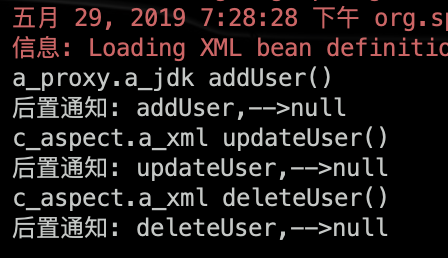 五月 29, 2019 7:28:28 下午 org.sp
信息: Loading XML bean definitio
a_proxy.a_jdk addUser()
后置通知: addUser,-->null
c_aspect.a_xml updateUser()
后置通知: updateUser,-->null
c_aspect.a_xml deleteUser()
后置通知: deleteUser,-->null